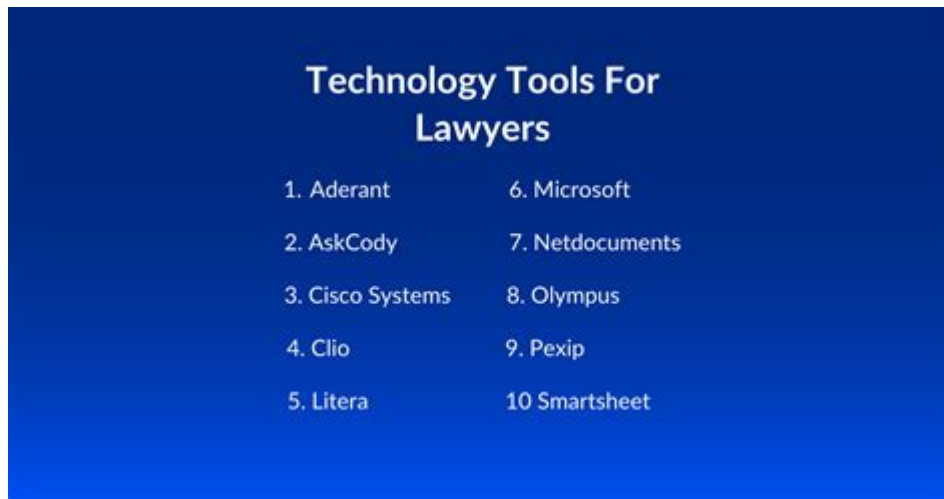 Technology Tools For
Lawyers
1. Aderant
2. AskCody
3. Cisco Systems
4. Clio
5. Litera
6. Microsoft
7. Netdocuments
8. Olympus
9. Pexip
10 Smartsheet